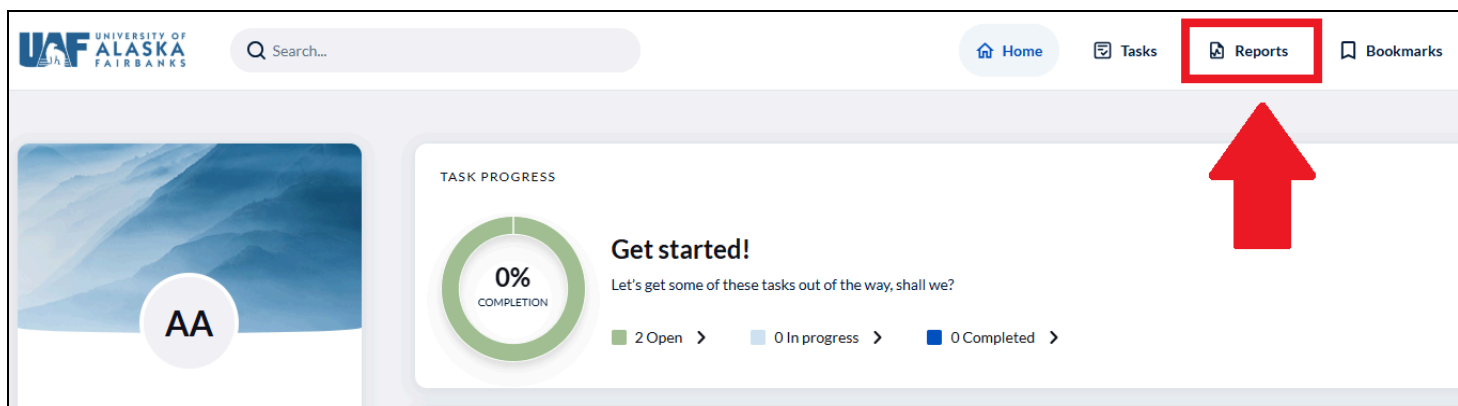 UAF UNIVERSITY OF
ALASKA
FAIRBANKS
Search...
Home
Tasks
Reports
Bookmarks
TASK PROGRESS
0%
COMPLETION
Get started!
Let's get some of these tasks out of the way, shall we?
2 Open
0 In progress
0 Completed
AA